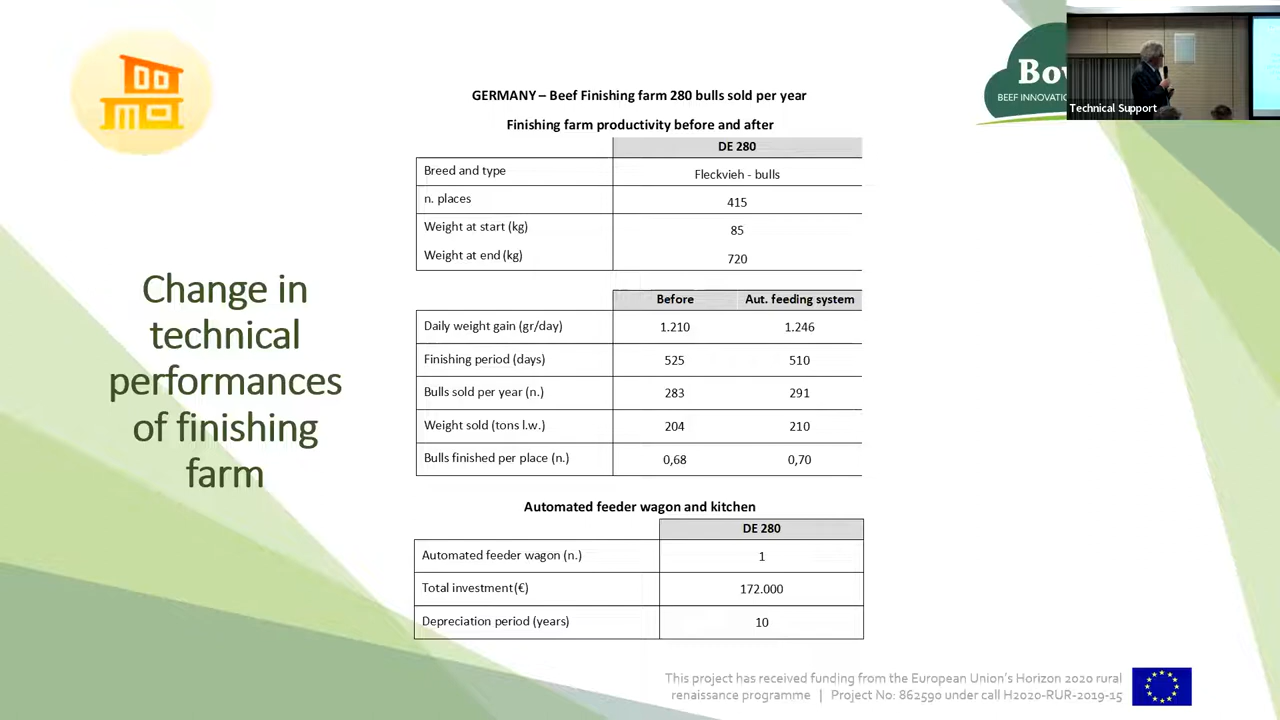 GERMANY – Beef Finishing farm 280 bulls sold per year
Finishing farm productivity before and after
DE 280
Breed and type Fleckvieh - bulls
n. places 415
Weight at start (kg) 85
Weight at end (kg) 720
Before Aut. feeding system
Daily weight gain (gr/day) 1.210 1.246
Finishing period (days) 525 510
Bulls sold per year (n.) 283 291
Weight sold (tons l.w.) 204 210
Bulls finished per place (n.) 0,68 0,70
Automated feeder wagon and kitchen
DE 280
Automated feeder wagon (n.) 1
Total investment(€) 172.000
Depreciation period (years) 10
Change in
technical
performances
of finishing
farm
BEEF
Technical Support
This project has received funding from the European Union's Horizon 2020 rural
renaissance programme | Project No: 862590 under call H2020-RUR-2019-15